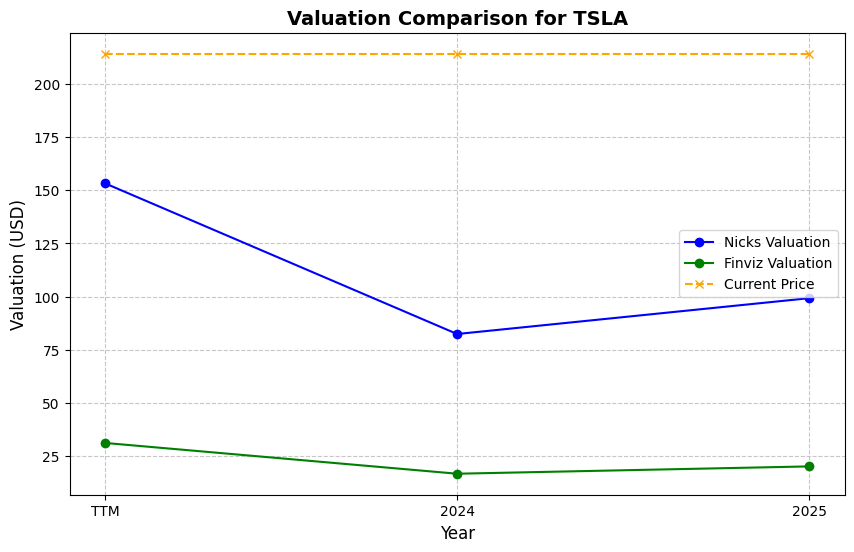 Valuation Comparison for TSLA
Valuation (USD)
200
175
150
125
100
75
50
25
Nicks Valuation
Finviz Valuation
Current Price
TTM
2024
2025
Year